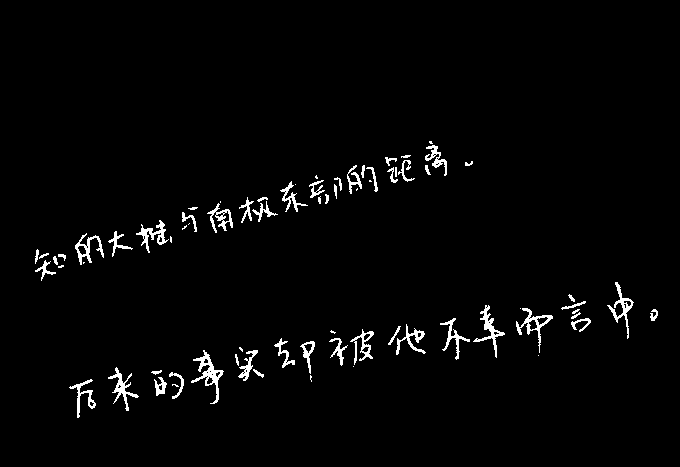 知的大桩与南极东部的距离。
后来的事实却被他不幸而言中。